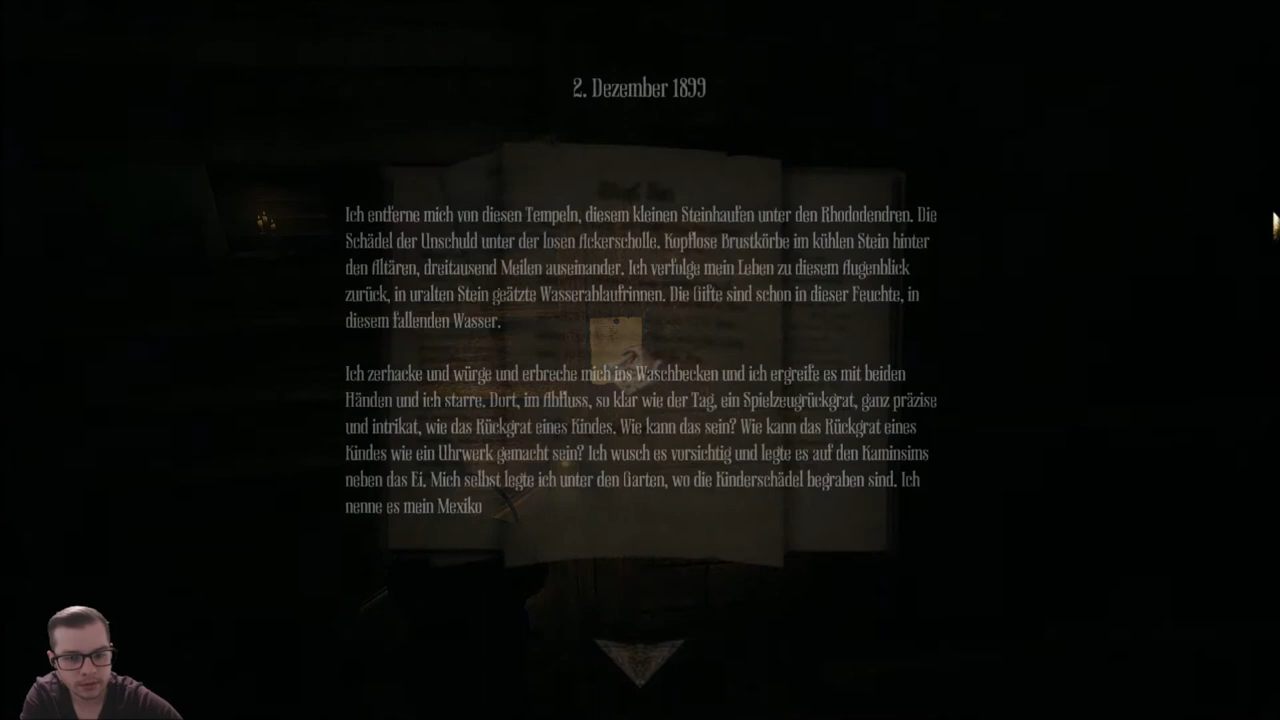 2. Dezember 1899
Ich entferne mich von diesen Tempeln, diesem kleinen Steinhaufen unter den Rhododendren. Die
Schädel der Unschuld unter der losen Ackerscholle. Kopflose Brustkörbe im kühlen Stein hinter
den Altären, dreitausend Meilen auseinander. Ich verfolge mein Leben zu diesem Augenblick
zurück, in uralten Stein geätzte Wasserablaufrinnen. Die Gifte sind schon in dieser Feuchte, in
diesem fallenden Wasser.
Ich zerhacke und würge und erbreche mich ins Waschbecken und ich ergreife es mit beiden
Händen und ich starre. Dort, im Abfluss, so klar wie der Tag, ein Spielzeugrückgrat, ganz präzise
und intrikat, wie das Rückgrat eines Kindes. Wie kann das sein? Wie kann das Rückgrat eines
Kindes wie ein Uhrwerk gemacht sein? Ich wusch es vorsichtig und legte es auf den Kaminsims
neben das Ei. Mich selbst legte ich unter den Garten, wo die Kinderschädel begraben sind. Ich
nenne es mein Mexiko